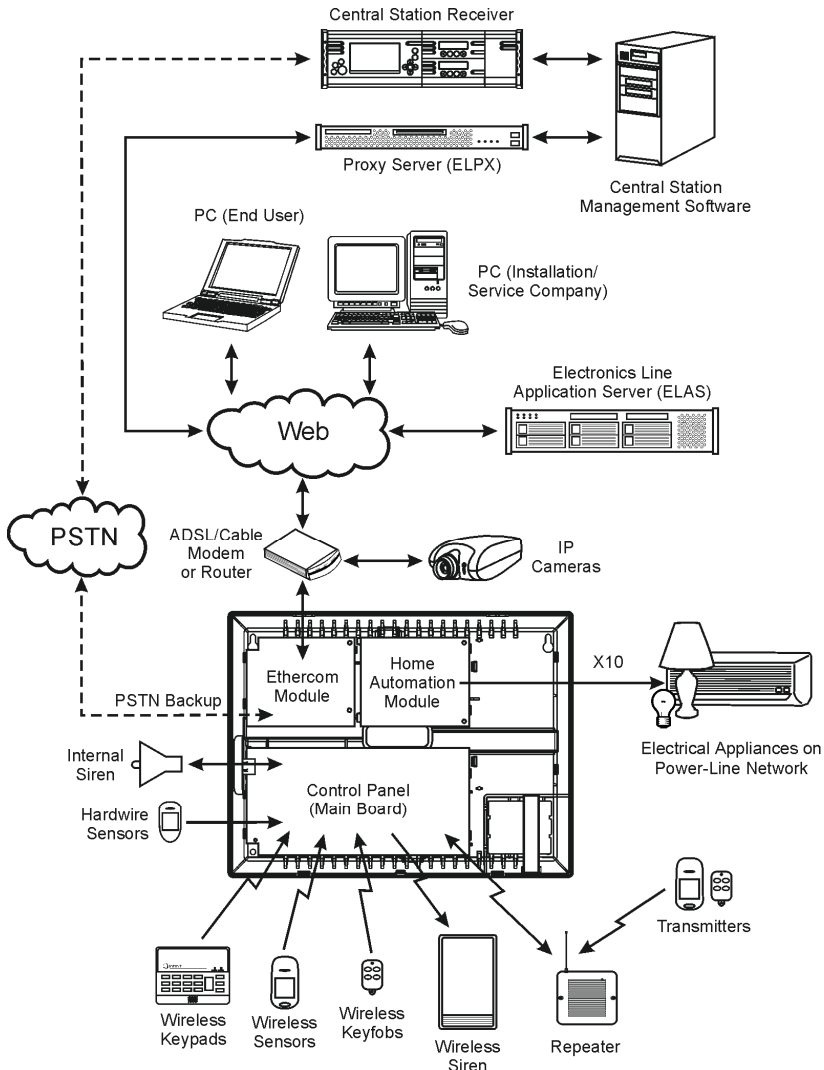 Central Station Receiver
Proxy Server (ELPX)
Central Station
Management Software
PC (End User)
PC (Installation/
Service Company)
Electronics Line
Application Server (ELAS)
Web
PSTN
ADSL/Cable
Modem
or Router
IP
Cameras
Ethercom
Module
Home
Automation
Module
X10
PSTN Backup
Electrical Appliances on
Power-Line Network
Internal
Siren
Control Panel
(Main Board)
Hardwire
Sensors
Transmitters
Wireless
Keypads
Wireless
Sensors
Wireless
Keyfobs
Wireless
Siren
Repeater